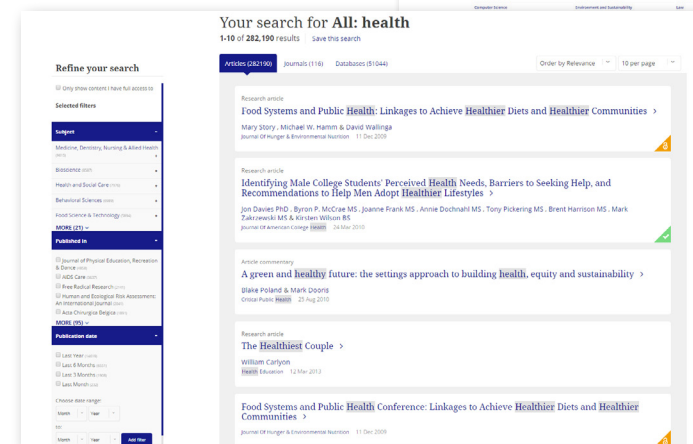 Computer Science
Environment and Sustainability
Law
Your search for All: health
1-10 of 282,190 results Save this search
Refine your search
Only show content I have full access to
Selected filters
Subject
Medicine, Dentistry, Nursing & Allied Health
Bioscience
Health and Social Care
Behavioral Sciences
Food Science & Technology
MORE (21)
Published in
Journal of Physical Education, Recreation
& Dance
AIDS Care
Free Radical Research
Human and Ecological Risk Assessment:
An International Journal
Acta Chirurgica Belgica
MORE (95)
Publication date
Last Year
Last 6 Months
Last 3 Months
Last Month
Choose date range:
Month Year
to:
Month Year Add filter
Articles (282190) Journals (116) Databases (51044)
Order by Relevance 10 per page
Research article
Food Systems and Public Health: Linkages to Achieve Healthier Diets and Healthier Communities >
Mary Story , Michael W. Hamm & David Wallinga
Journal Of Hunger & Environmental Nutrition 11 Dec 2009
Research article
Identifying Male College Students' Perceived Health Needs, Barriers to Seeking Help, and
Recommendations to Help Men Adopt Healthier Lifestyles >
Jon Davies PhD , Byron P. McCrae MS , Joanne Frank MS , Annie Dochnahl MS , Tony Pickering MS , Brent Harrison MS , Mark
Zakrzewski MS & Kirsten Wilson BS
Journal Of American College Health 24 Mar 2010
Article commentary
A green and healthy future: the settings approach to building health, equity and sustainability >
Blake Poland & Mark Dooris
Critical Public Health 25 Aug 2010
Research article
The Healthiest Couple >
William Carlyon
Health Education 12 Mar 2013
Food Systems and Public Health Conference: Linkages to Achieve Healthier Diets and Healthier
Communities >
Journal Of Hunger & Environmental Nutrition 11 Dec 2009